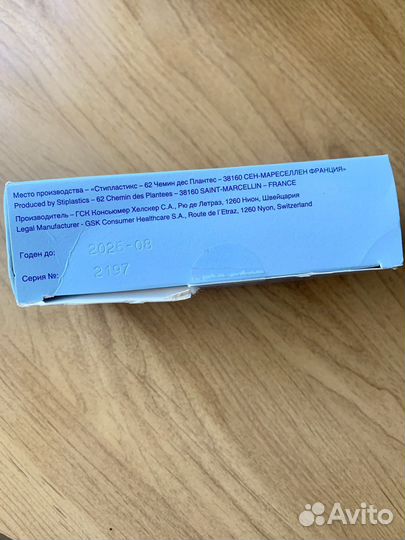 Место производства – «Стипластикс – 62 Чемин дес Плантес – 38160 СЕН-МАРЕСЕЛЛЕН ФРАНЦИЯ»
Produced by Stiplastics – 62 Chemin des Plantees – 38160 SAINT-MARCELLIN – FRANCE
Производитель - ГСК Консьюмер Хелскер С.А., Рю де Летраз, 1260 Нион, Швейцария
Legal Manufacturer - GSK Consumer Healthcare S.A., Route de l'Etraz, 1260 Nyon, Switzerland
Годен до: 2026-08
Серия №: 2197
Avito